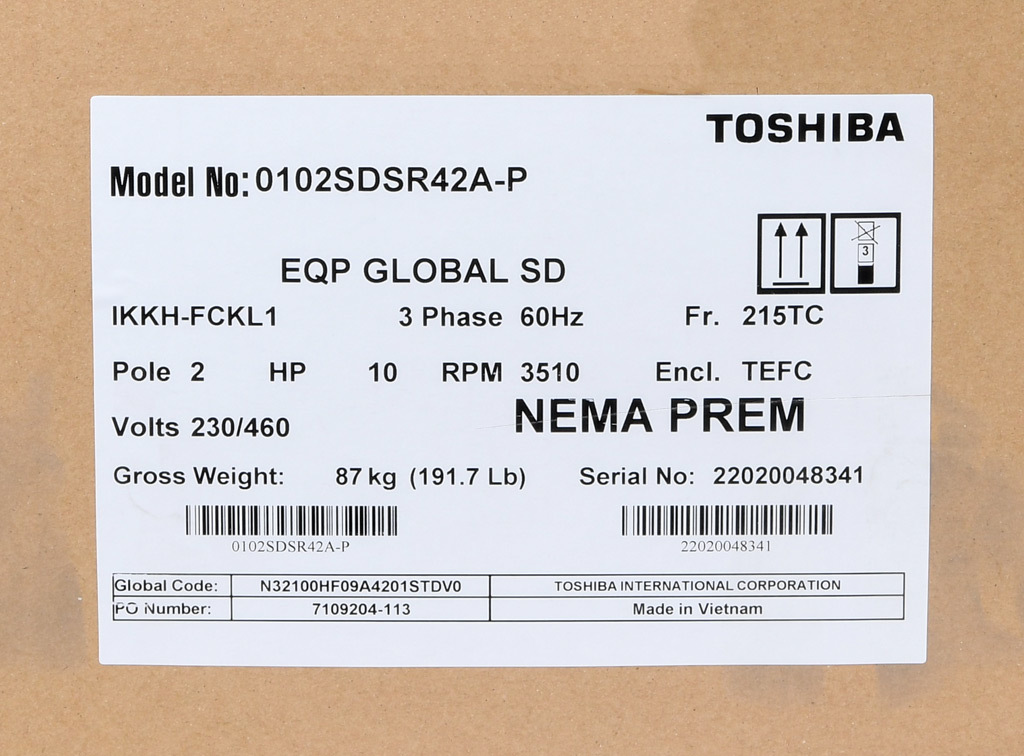 TOSHIBA
Model No: 0102SDSR42A-P
3
EQP GLOBAL SD
IKKH-FCKL1 3 Phase 60Hz Fr. 215TC
Pole 2 HP 10 RPM 3510 Encl. TEFC
Volts 230/460 NEMA PREM
Gross Weight: 87 kg (191.7 Lb) Serial No: 22020048341
0102SDSR42A-P 22020048341
Global Code: N32100HF09A4201STDV0 TOSHIBA INTERNATIONAL CORPORATION
PO Number: 7109204-113 Made in Vietnam